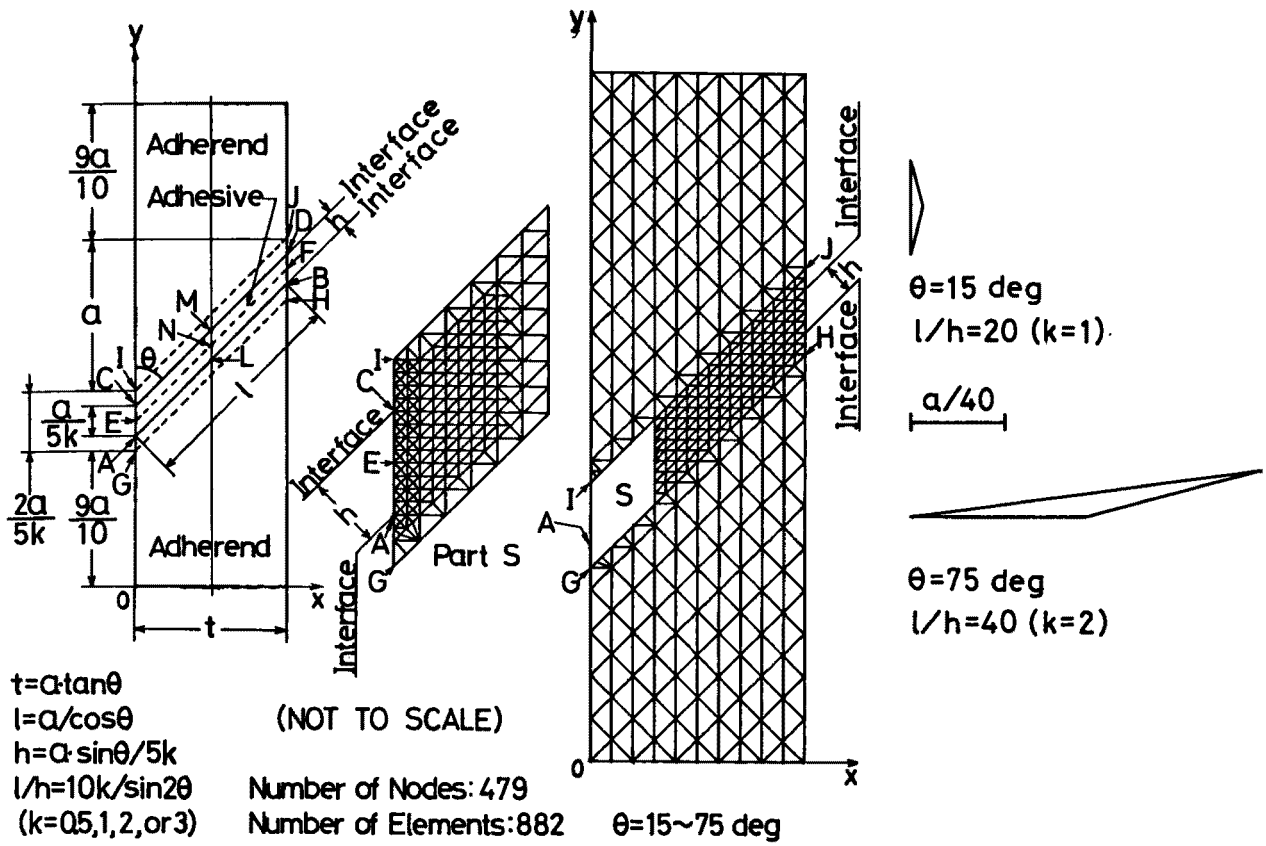 y
9a
10
Adherend
Adhesive
J
D
F
B
H
h
Interface
Interface
a
M
N
L
I
θ
C
l
a
5k
E
A
G
2a
5k
9a
10
Adherend
0
x
t
I
C
Interface
E
h
A
G
Part S
Interface
y
Interface
J
h
H
Interface
I
S
A
G
0
x
θ=15 deg
l/h=20 (k=1)
a/40
θ=75 deg
l/h=40 (k=2)
t=a·tanθ
l=a/cosθ
(NOT TO SCALE)
h=a·sinθ/5k
l/h=10k/sin2θ
Number of Nodes:479
(k=0.5,1,2,or3)
Number of Elements:882
θ=15~75 deg